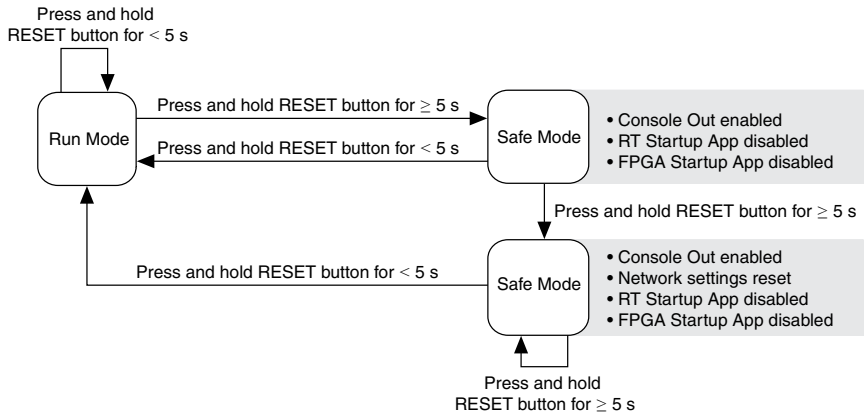 Press and hold
RESET button for < 5 s
Run Mode
Press and hold RESET button for ≥ 5 s
Press and hold RESET button for < 5 s
Safe Mode
• Console Out enabled
• RT Startup App disabled
• FPGA Startup App disabled
Press and hold RESET button for ≥ 5 s
Press and hold RESET button for < 5 s
Safe Mode
• Console Out enabled
• Network settings reset
• RT Startup App disabled
• FPGA Startup App disabled
Press and hold
RESET button for ≥ 5 s